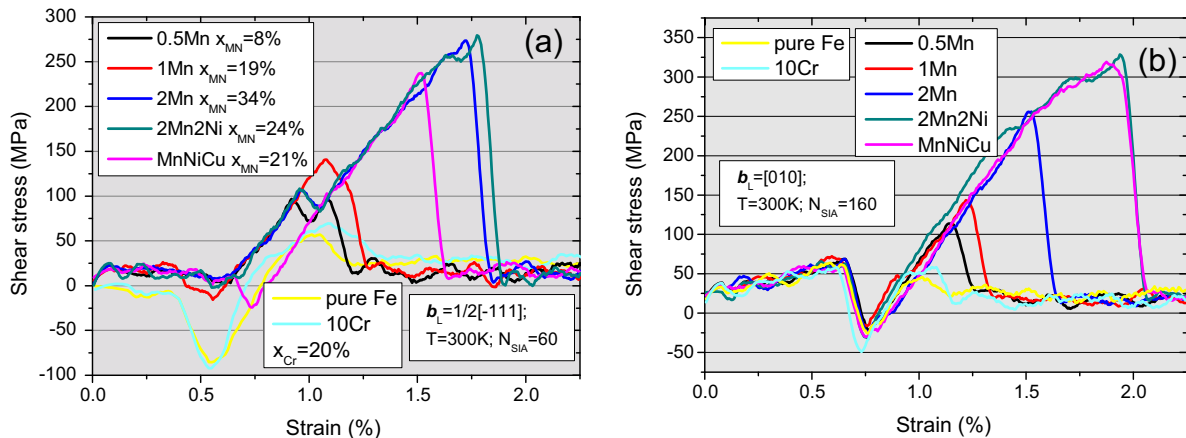 (a)
0.5Mn x_MN=8%
1Mn x_MN=19%
2Mn x_MN=34%
2Mn2Ni x_MN=24%
MnNiCu x_MN=21%
pure Fe
10Cr
x_Cr=20%
b_L=1/2[-111];
T=300K; N_SIA=60
Shear stress (MPa)
300
250
200
150
100
50
0
-50
-100
0.0 0.5 1.0 1.5 2.0
Strain (%)
(b)
pure Fe
10Cr
0.5Mn
1Mn
2Mn
2Mn2Ni
MnNiCu
b_L=[010];
T=300K; N_SIA=160
Shear stress (MPa)
350
300
250
200
150
100
50
0
-50
0.0 0.5 1.0 1.5 2.0
Strain (%)